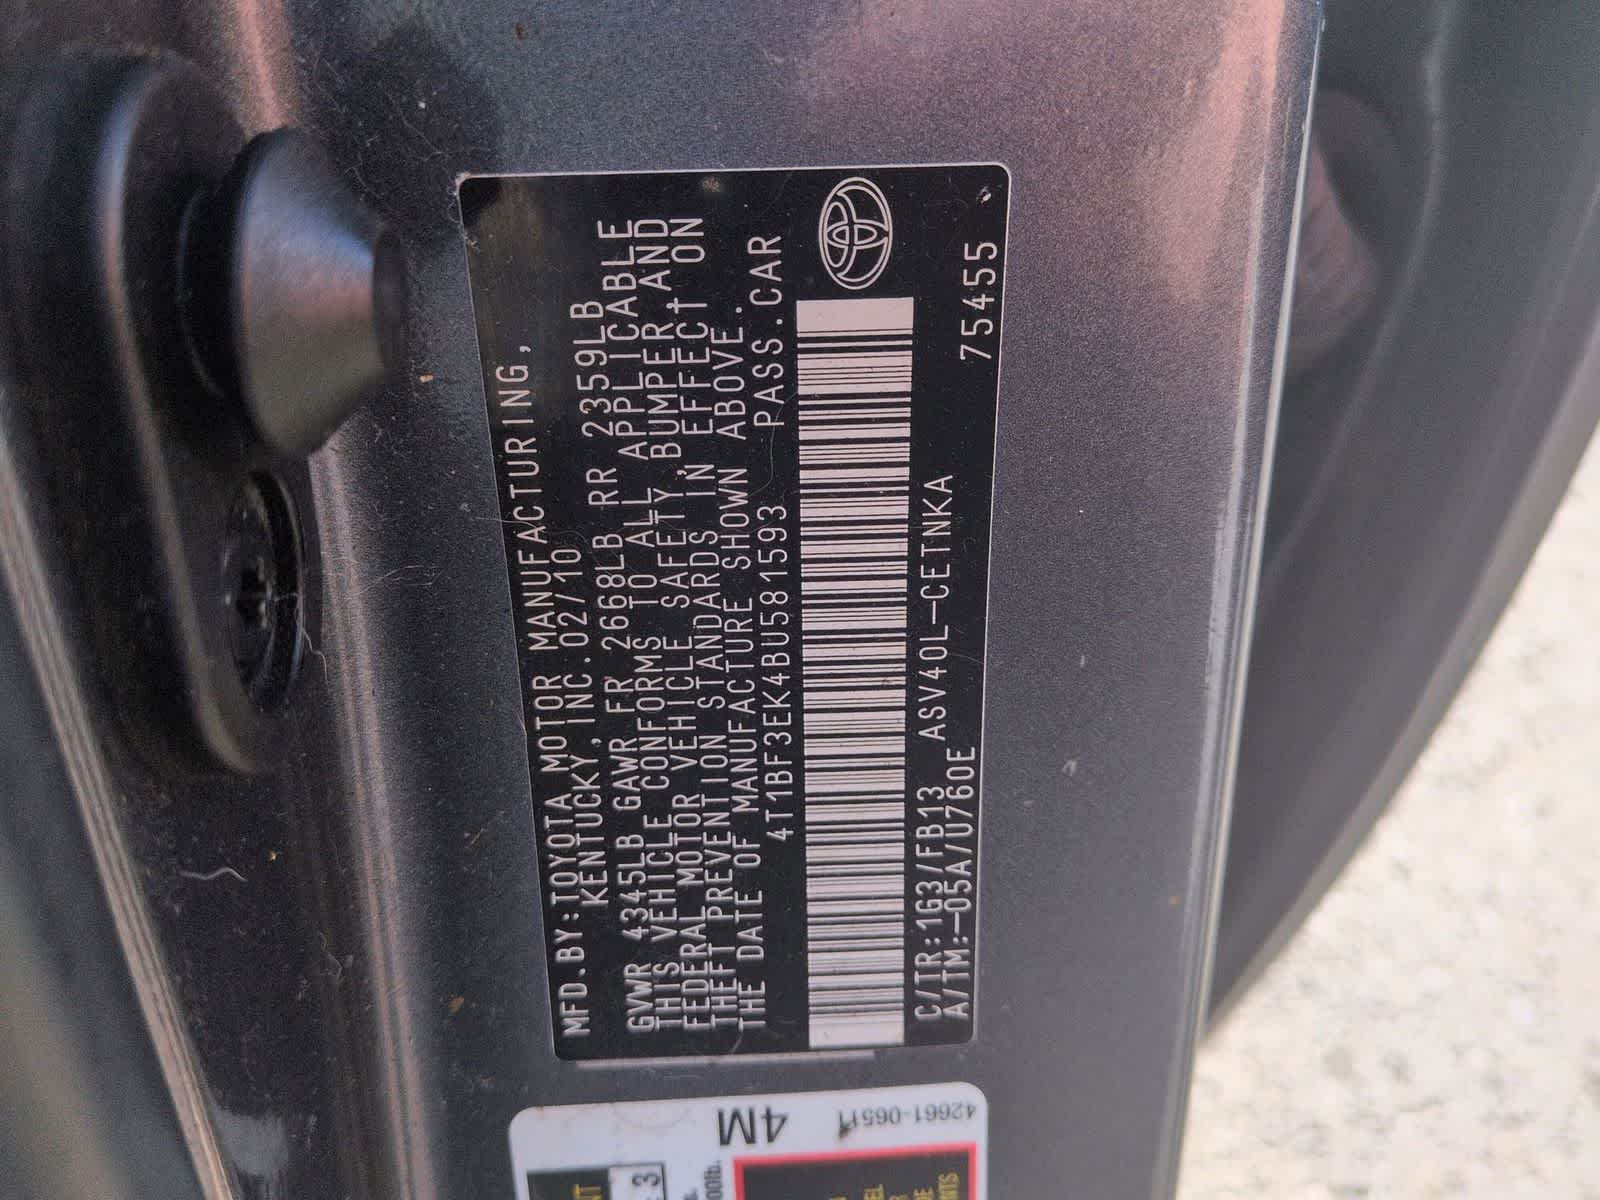 MFD.BY:TOYOTA MOTOR MANUFACTURING,
KENTUCKY,INC.02/10
GVWR 4345LB GAWR FR 2668LB RR 2359LB
THIS VEHICLE CONFORMS TO ALL APPLICABLE
FEDERAL MOTOR VEHICLE SAFETY,BUMPER AND
THEFT PREVENTION STANDARDS IN EFFECT ON
THE DATE OF MANUFACTURE SHOWN ABOVE.
4T1BF3EK4BU581593 PASS.CAR
C/TR:1G3/FB13 ASV40L-CETNKA
A/TM:-05A/U760E 75455
4M 42661-06511